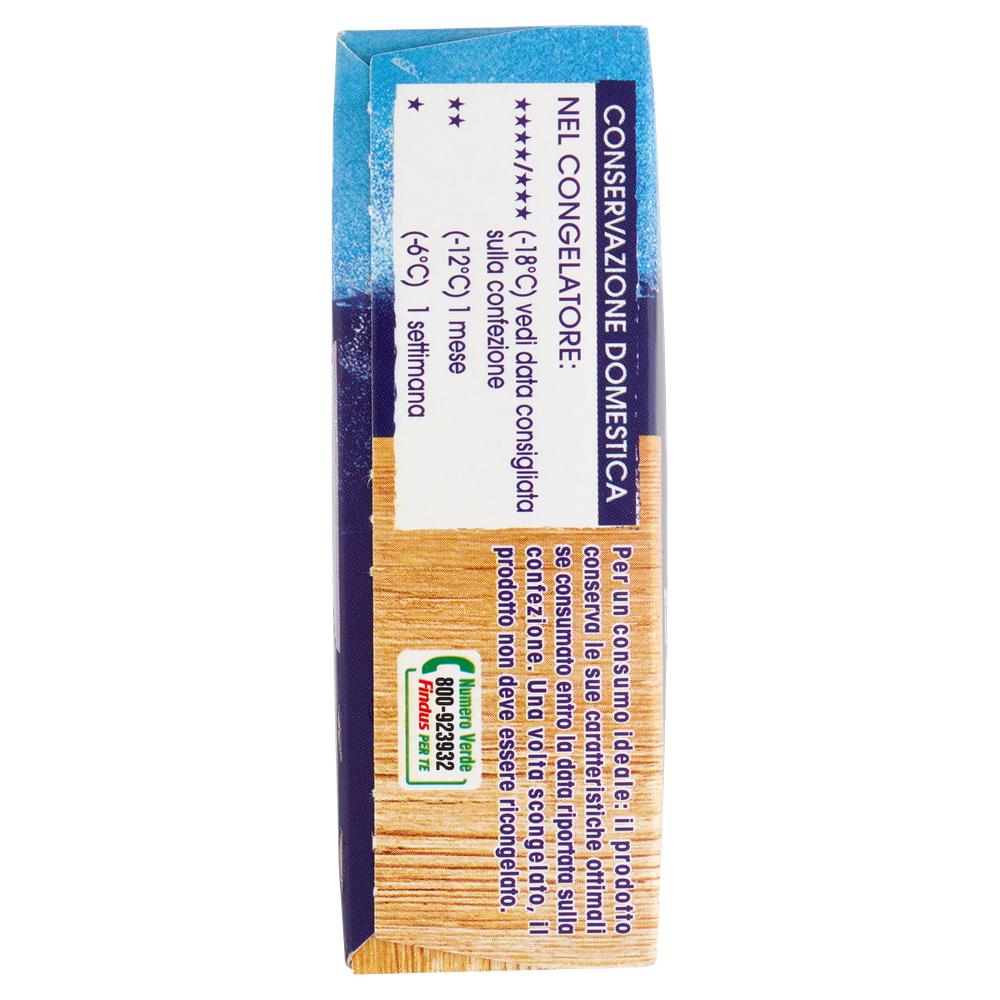 CONSERVAZIONE DOMESTICA
NEL CONGELATORE:
★★★★/★★★ (-18°C) vedi data consigliata
sulla confezione
★★ (-12°C) 1 mese
★ (-6°C) 1 settimana
Per un consumo ideale: il prodotto
conserva le sue caratteristiche ottimali
se consumato entro la data riportata sulla
confezione. Una volta scongelato, il
prodotto non deve essere ricongelato.
Numero Verde
800-923932
Findus PER TE